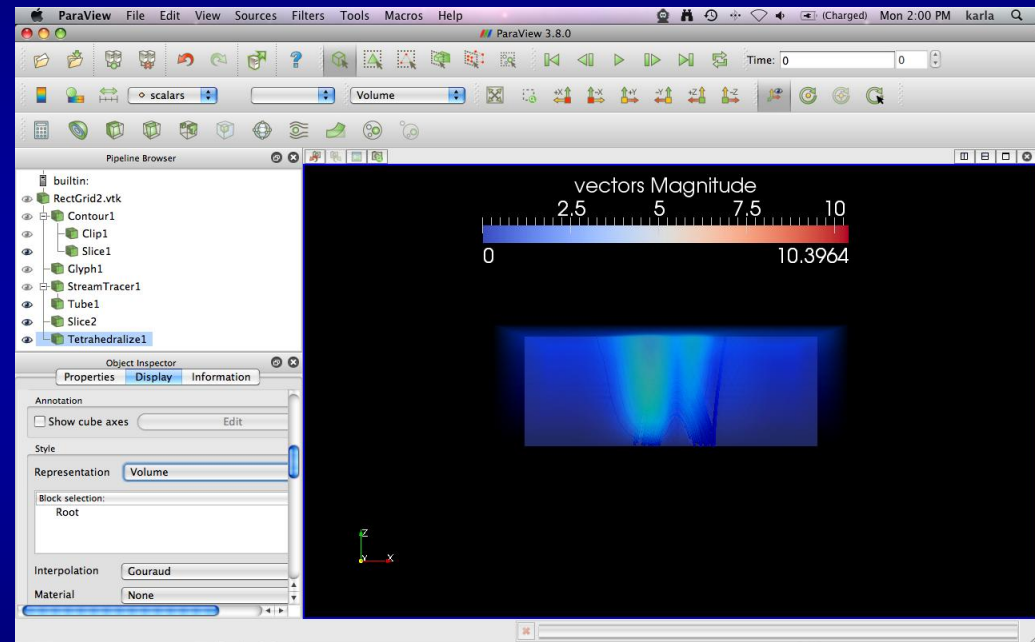 ParaView File Edit View Sources Filters Tools Macros Help (Charged) Mon 2:00 PM karla
ParaView 3.8.0
Time: 0 0
scalars Volume
+X -X +Y -Y +Z -Z
Pipeline Browser
builtin:
RectGrid2.vtk
Contour1
Clip1
Slice1
Glyph1
StreamTracer1
Tube1
Slice2
Tetrahedralize1
Object Inspector
Properties Display Information
Annotation
Show cube axes Edit
Style
Representation Volume
Block selection:
Root
Interpolation Gouraud
Material None
vectors Magnitude
2.5 5 7.5 10
0 10.3964
Z
Y X